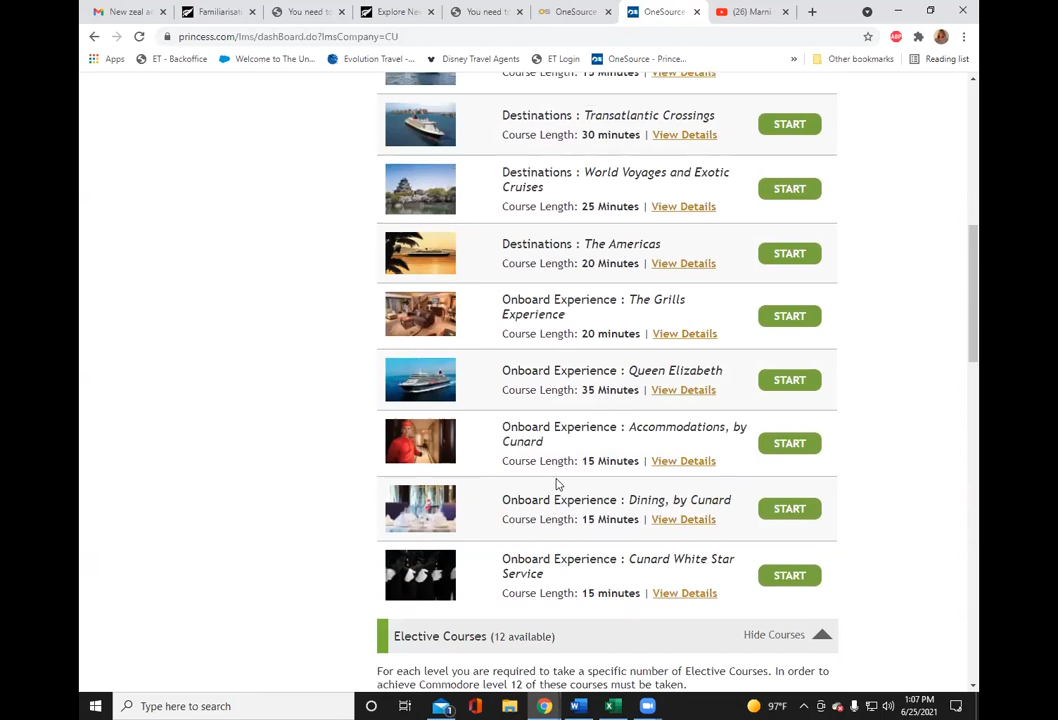 New zeal a
Familiarisat
You need to
Explore Nev
You need to
OneSource
OneSource
(26) Marni
princess.com/lms/dashBoard.do?lmsCompany=CU
ABP
Apps
ET - Backoffice
Welcome to The Un...
Evolution Travel -...
Disney Travel Agents
ET Login
OneSource - Prince...
»
Other bookmarks
Reading list
Course Length: 15 Minutes | View Details
Destinations : Transatlantic Crossings
Course Length: 30 minutes | View Details
START
Destinations : World Voyages and Exotic
Cruises
Course Length: 25 Minutes | View Details
START
Destinations : The Americas
Course Length: 20 Minutes | View Details
START
Onboard Experience : The Grills
Experience
Course Length: 20 minutes | View Details
START
Onboard Experience : Queen Elizabeth
Course Length: 35 Minutes | View Details
START
Onboard Experience : Accommodations, by
Cunard
Course Length: 15 Minutes | View Details
START
Onboard Experience : Dining, by Cunard
Course Length: 15 Minutes | View Details
START
Onboard Experience : Cunard White Star
Service
Course Length: 15 minutes | View Details
START
Elective Courses (12 available)
Hide Courses
For each level you are required to take a specific number of Elective Courses. In order to
achieve Commodore level 12 of these courses must be taken.
Type here to search
97°F
1:07 PM
6/25/2021